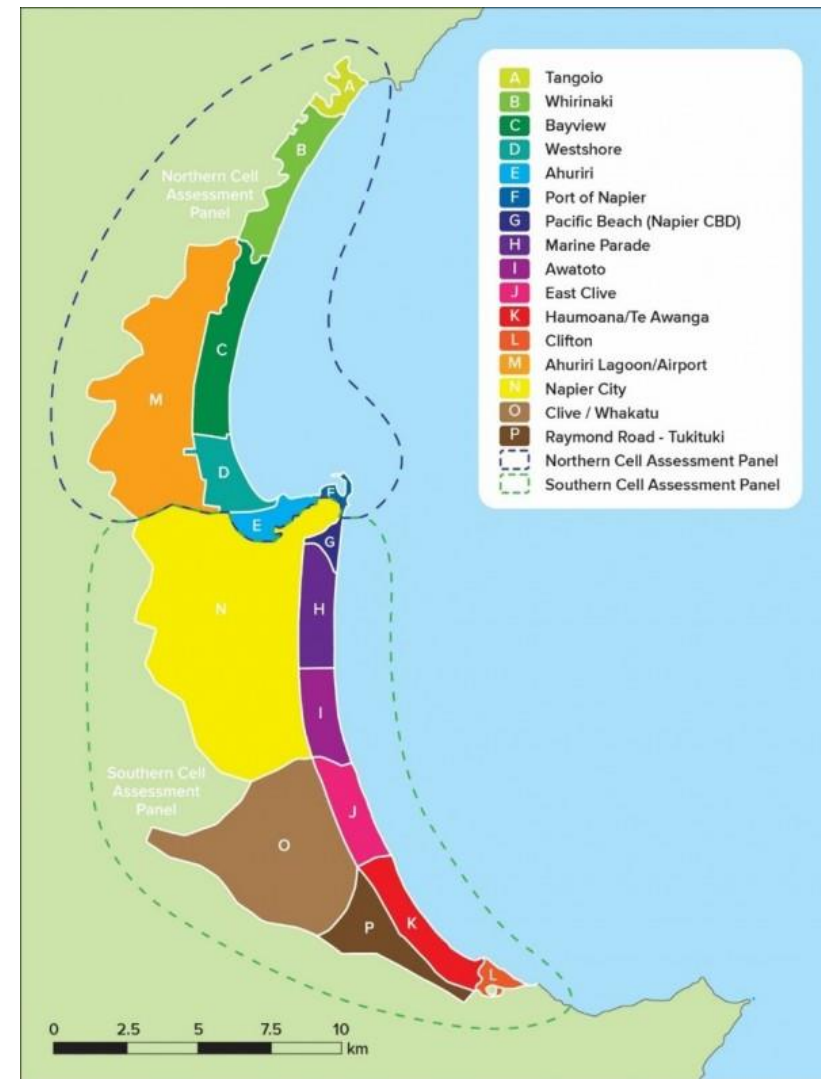 A Tangoio
B Whirinaki
C Bayview
D Westshore
E Ahuriri
F Port of Napier
G Pacific Beach (Napier CBD)
H Marine Parade
I Awatoto
J East Clive
K Haumoana/Te Awanga
L Clifton
M Ahuriri Lagoon/Airport
N Napier City
O Clive / Whakatu
P Raymond Road - Tukituki
Northern Cell Assessment Panel
Southern Cell Assessment Panel
A
B
Northern Cell
Assessment
Panel
C
M
D
F
E
G
N
H
I
Southern Cell
Assessment
Panel
J
O
K
P
L
0 2.5 5 7.5 10
km